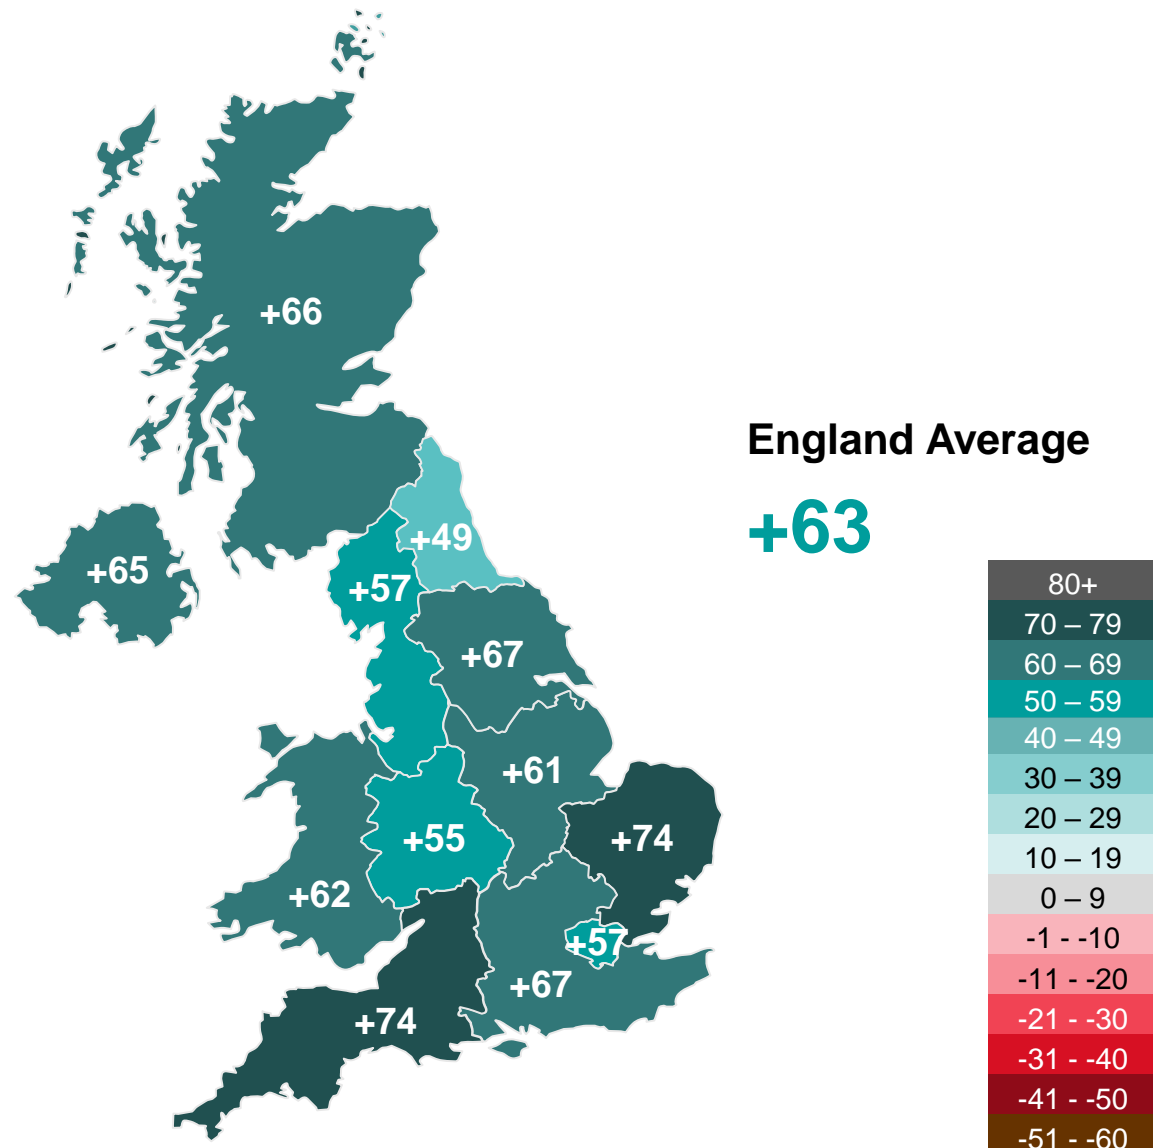 +66
England Average
+63
+49
+65
+57
+67
+61
+55
+74
+62
+57
+67
+74
80+
70 – 79
60 – 69
50 – 59
40 – 49
30 – 39
20 – 29
10 – 19
0 – 9
-1 - -10
-11 - -20
-21 - -30
-31 - -40
-41 - -50
-51 - -60